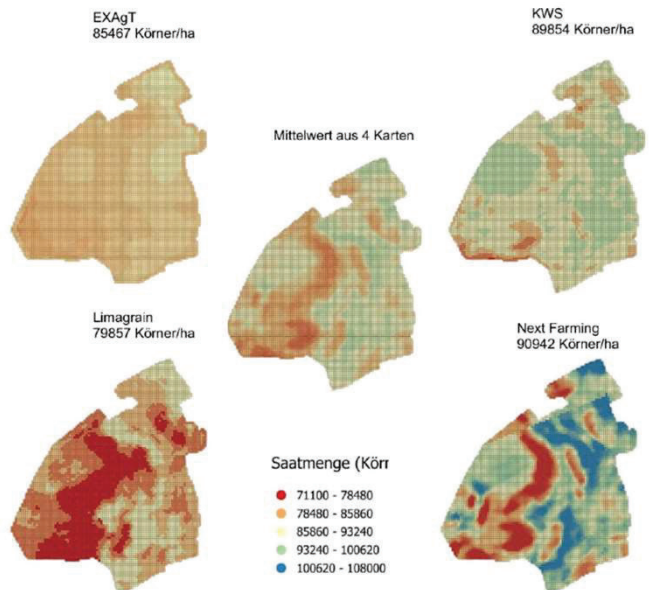 EXAgT
85467 Körner/ha
KWS
89854 Körner/ha
Mittelwert aus 4 Karten
Limagrain
79857 Körner/ha
Next Farming
90942 Körner/ha
Saatmenge (Körr
71100 - 78480
78480 - 85860
85860 - 93240
93240 - 100620
100620 - 108000